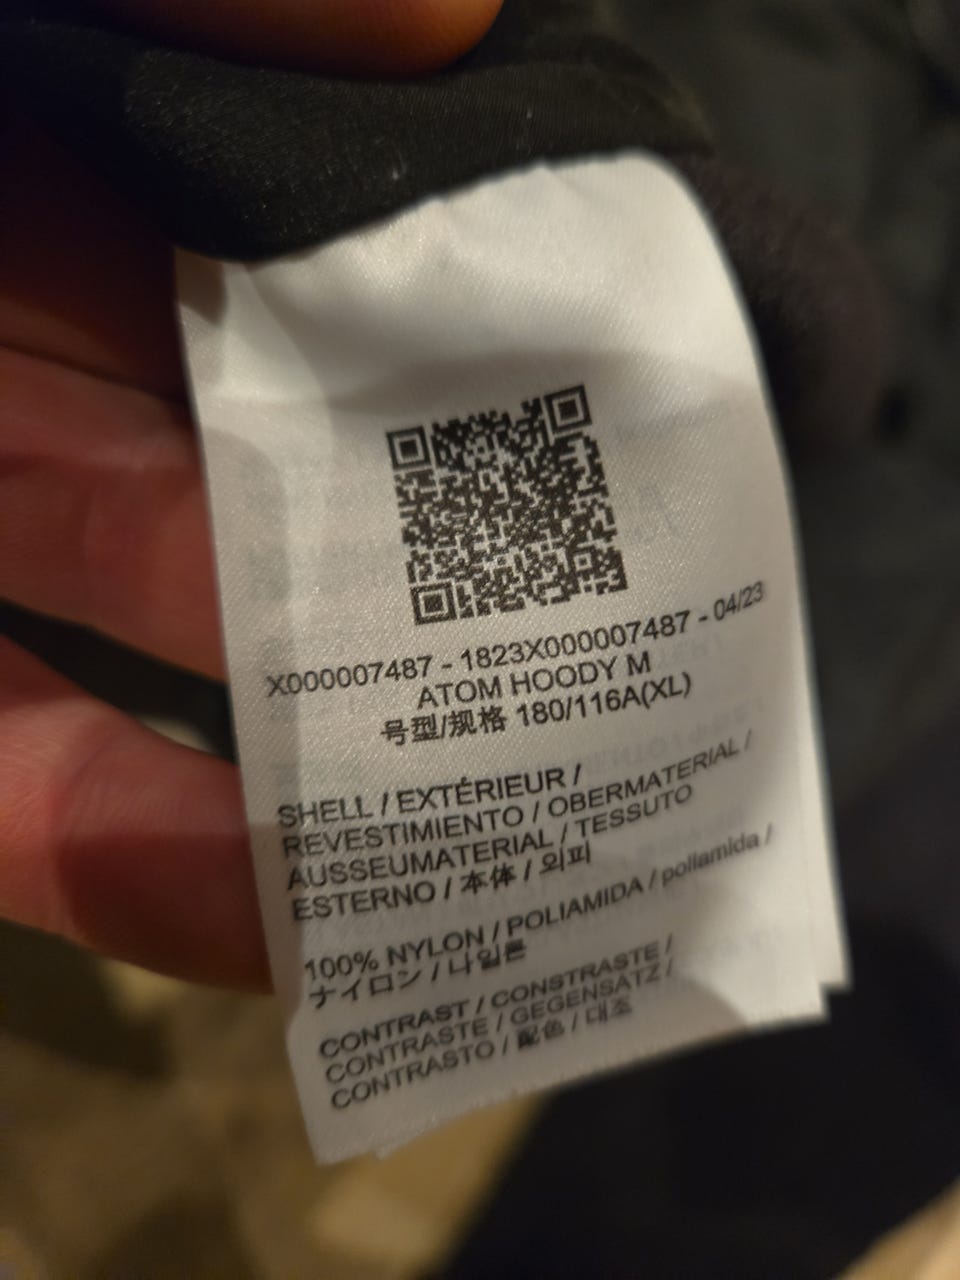 X000007487 - 1823X000007487 - 04/23
ATOM HOODY M
号型/规格 180/116A(XL)
SHELL / EXTÉRIEUR /
REVESTIMIENTO / OBERMATERIAL /
AUSSEUMATERIAL / TESSUTO
ESTERNO / 本体 / 외피
100% NYLON / POLIAMIDA / poliamida /
ナイロン / 나일론
CONTRAST / CONSTRASTE /
CONTRASTE / GEGENSATZ /
CONTRASTO / 配色 / 대조